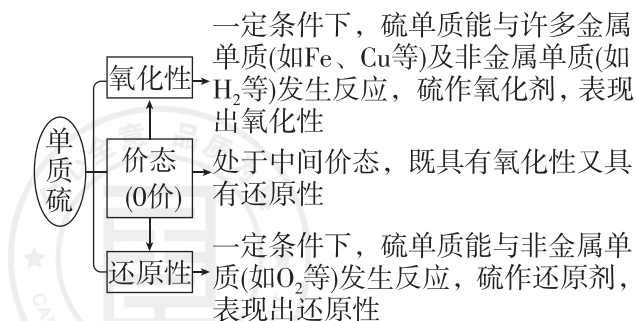 一定条件下，硫单质能与许多金属
单质(如Fe、Cu等)及非金属单质(如
H₂等)发生反应，硫作氧化剂，表现
出氧化性
氧化性
单质硫
价态
(0价)
处于中间价态，既具有氧化性又具
有还原性
还原性
一定条件下，硫单质能与非金属单
质(如O₂等)发生反应，硫作还原剂，
表现出还原性